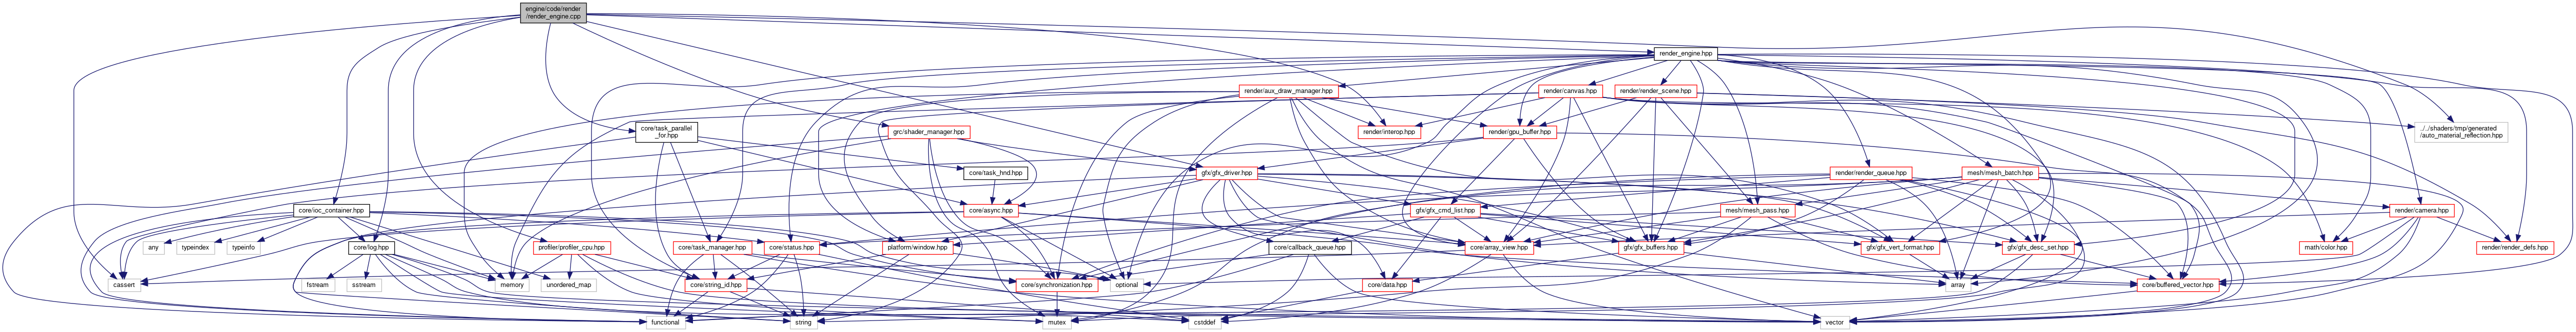 engine/code/render
/render_engine.cpp
render_engine.hpp
render/aux_draw_manager.hpp
render/canvas.hpp
render/render_scene.hpp
core/task_parallel
_for.hpp
grc/shader_manager.hpp
render/interop.hpp
render/gpu_buffer.hpp
../../shaders/tmp/generated
/auto_material_reflection.hpp
core/task_hnd.hpp
gfx/gfx_driver.hpp
render/render_queue.hpp
mesh/mesh_batch.hpp
core/ioc_container.hpp
core/async.hpp
gfx/gfx_cmd_list.hpp
mesh/mesh_pass.hpp
render/camera.hpp
any
typeindex
typeinfo
core/log.hpp
profiler/profiler_cpu.hpp
core/task_manager.hpp
core/status.hpp
platform/window.hpp
core/callback_queue.hpp
core/array_view.hpp
gfx/gfx_buffers.hpp
gfx/gfx_vert_format.hpp
gfx/gfx_desc_set.hpp
math/color.hpp
render/render_defs.hpp
cassert
fstream
sstream
memory
unordered_map
core/string_id.hpp
core/synchronization.hpp
optional
core/data.hpp
array
core/buffered_vector.hpp
functional
string
mutex
cstddef
vector